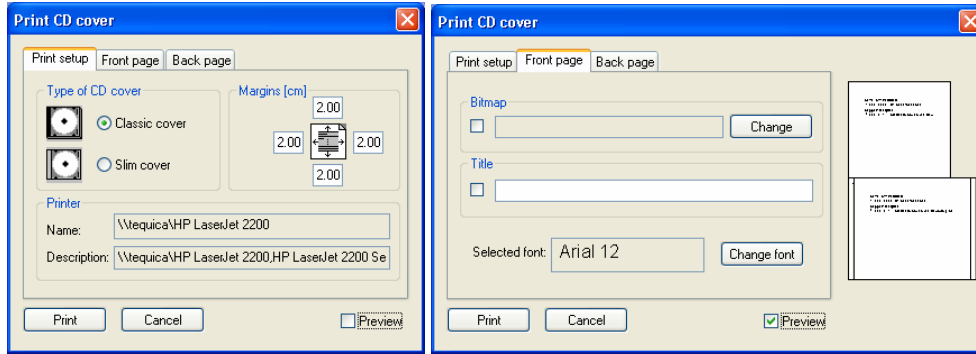 Print CD cover
Print setup Front page Back page
Type of CD cover
Classic cover
Slim cover
Margins [cm]
2.00
2.00 2.00
2.00
Printer
Name: \\tequica\HP LaserJet 2200
Description: \\tequica\HP LaserJet 2200,HP LaserJet 2200 Se
Print Cancel Preview
Print CD cover
Print setup Front page Back page
Bitmap
Change
Title
Selected font: Arial 12 Change font
Print Cancel Preview